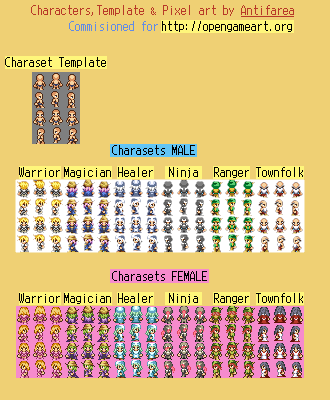 Characters,Template & Pixel art by Antifarea
Commisioned for http://opengameart.org
Charaset Template
Charasets MALE
Warrior Magician Healer Ninja Ranger Townfolk
Charasets FEMALE
Warrior Magician Healer Ninja Ranger Townfolk